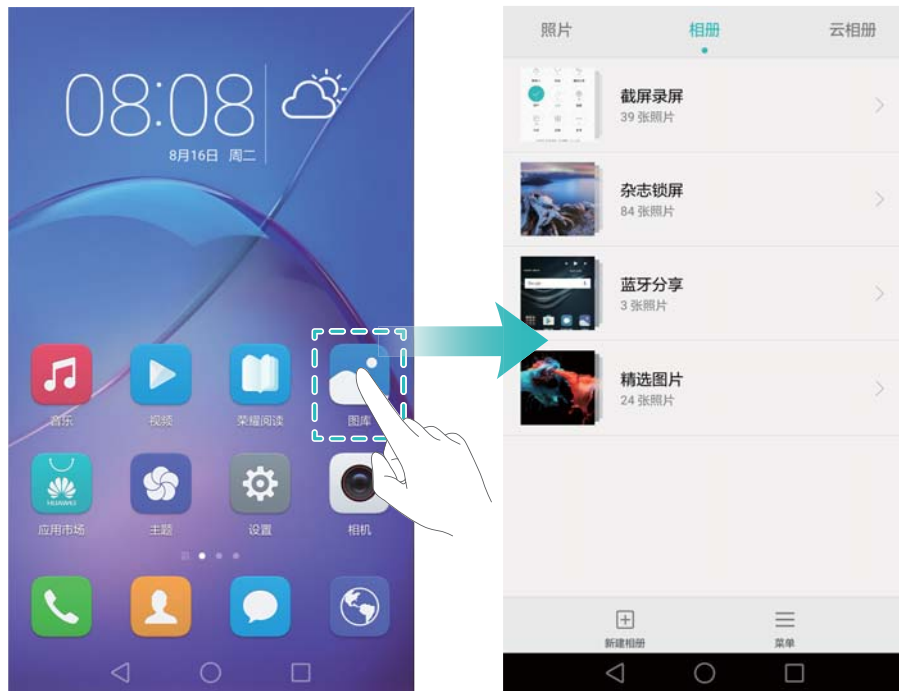 08:08
8月16日 周二
音乐
视频
荣耀阅读
图库
HUAWEI
应用市场
主题
设置
相机
照片
相册
云相册
截屏录屏
39 张照片
杂志锁屏
84 张照片
蓝牙分享
3 张照片
精选图片
24 张照片
新建相册
菜单